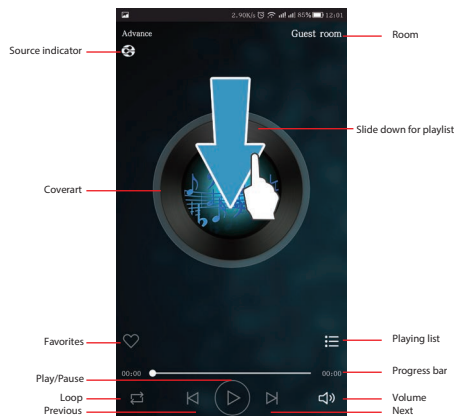 2.90K/s 85% 12:01
Advance
Guest room
Room
Source indicator
Slide down for playlist
Coverart
Favorites
Playing list
00:00
00:00
Progress bar
Play/Pause
Loop
Volume
Previous
Next